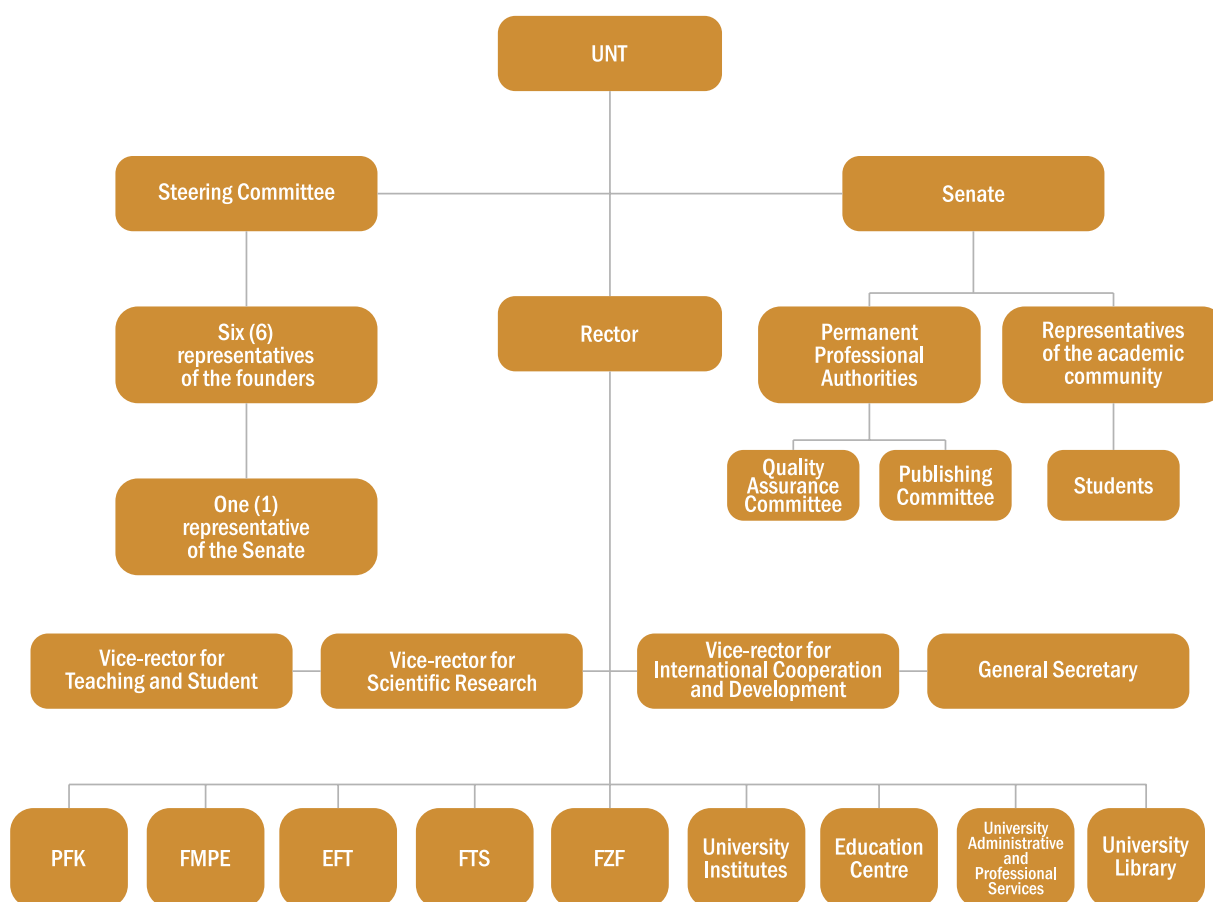 UNT
Steering Committee
Senate
Six (6)
representatives
of the founders
Rector
Permanent
Professional
Authorities
Representatives
of the academic
community
One (1)
representative
of the Senate
Quality
Assurance
Committee
Publishing
Committee
Students
Vice-rector for
Teaching and Student
Vice-rector for
Scientific Research
Vice-rector for
International Cooperation
and Development
General Secretary
PFK
FMPE
EFT
FTS
FZF
University
Institutes
Education
Centre
University
Administrative
and
Professional
Services
University
Library